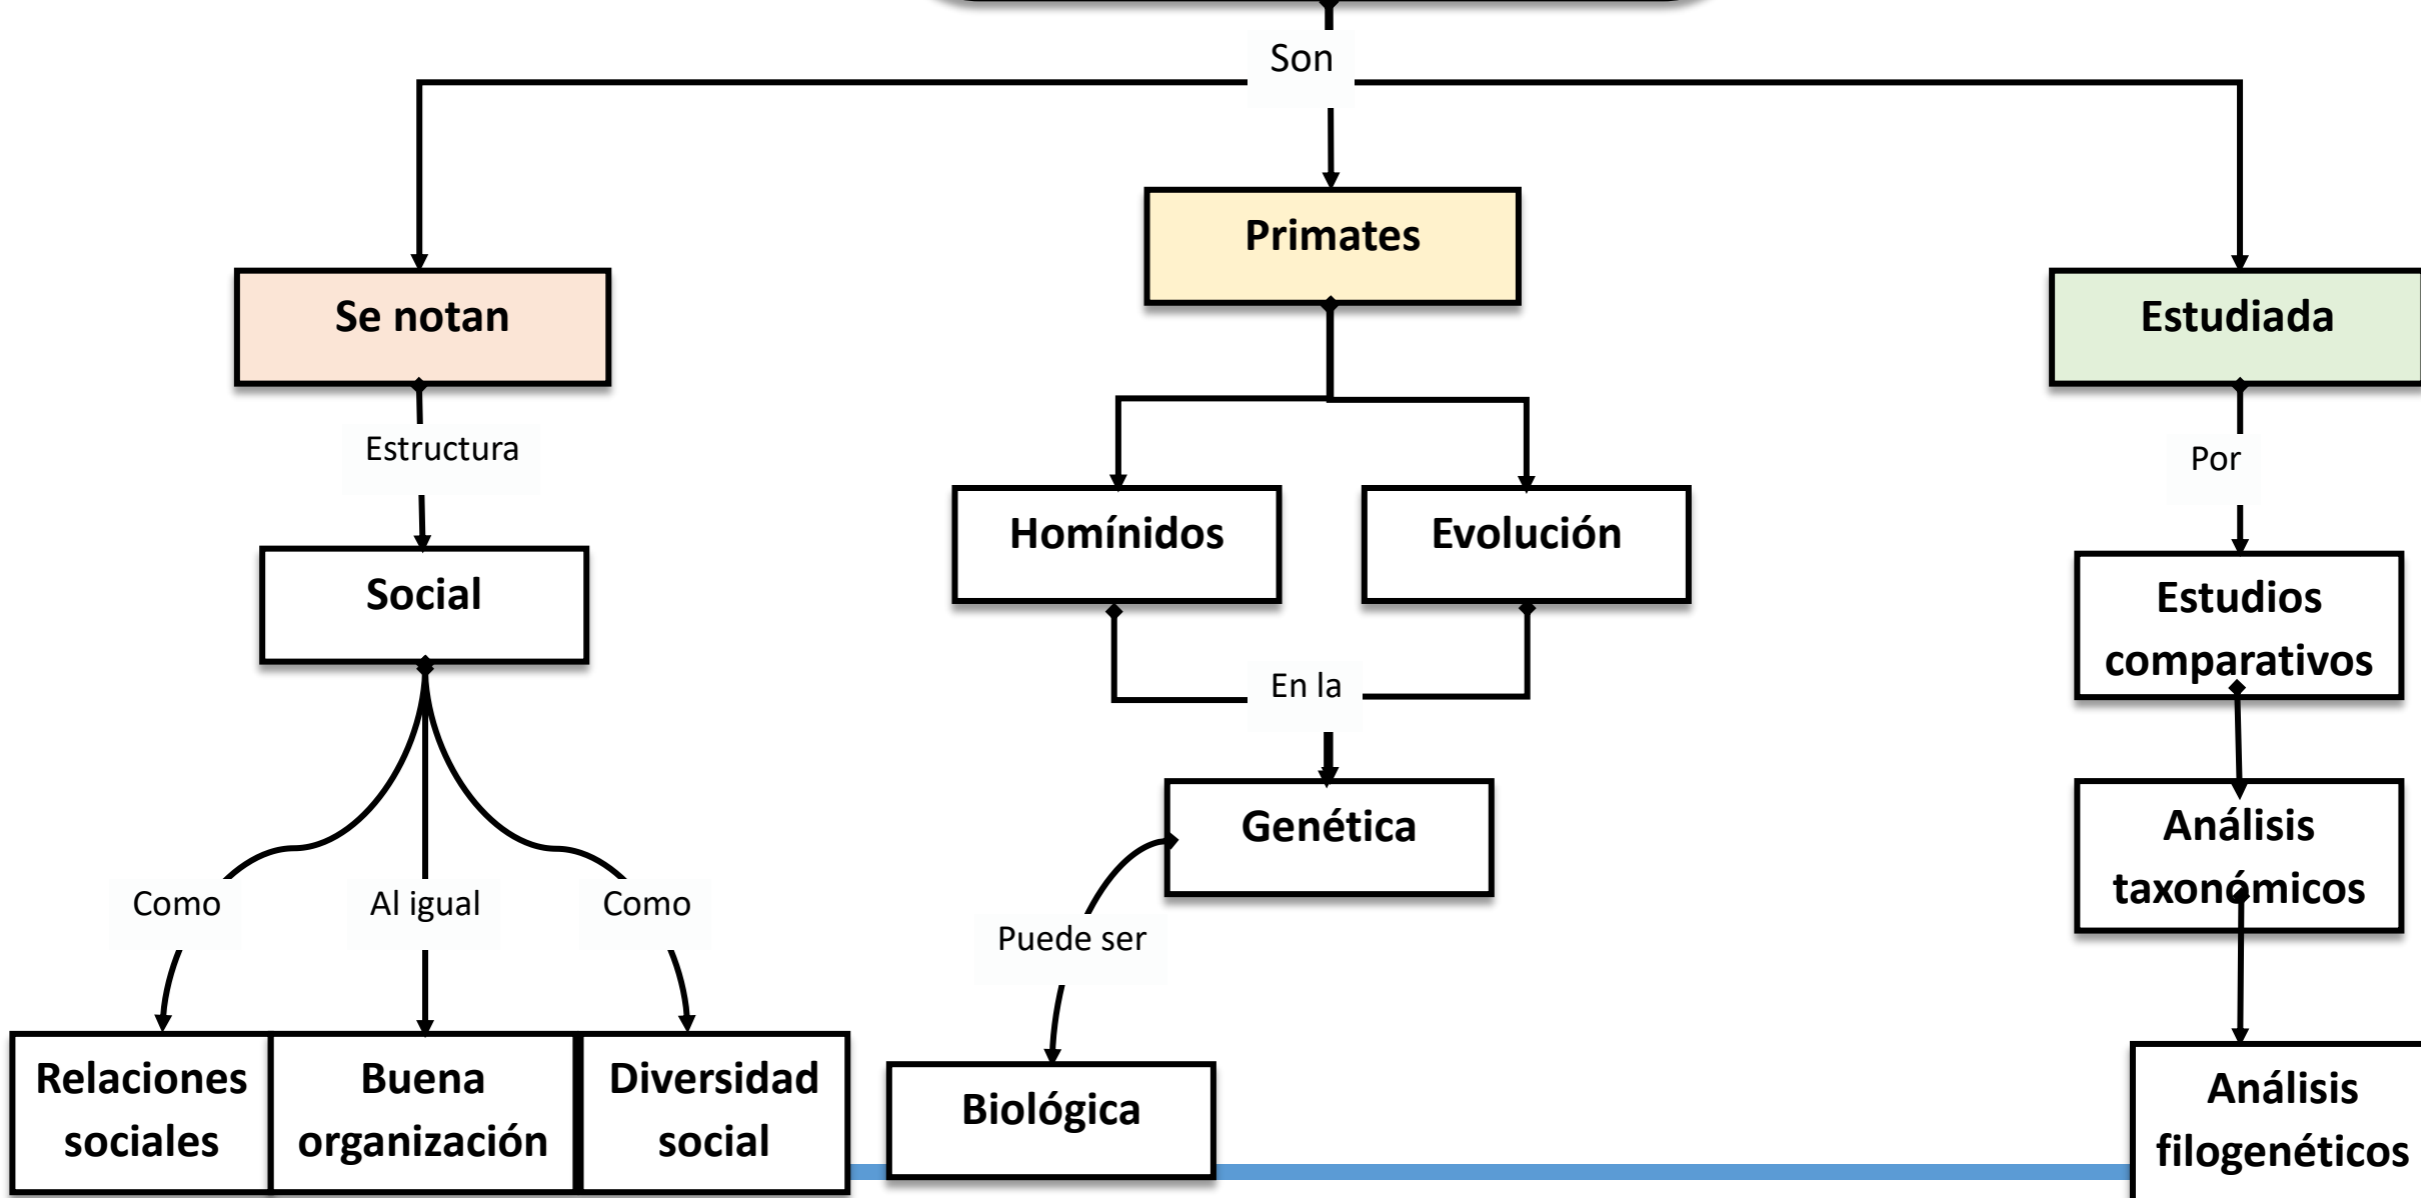 Son
Primates
Se notan
Estudiada
Estructura
Por
Homínidos
Evolución
Social
Estudios
comparativos
En la
Genética
Análisis
taxonómicos
Como
Al igual
Como
Puede ser
Relaciones
sociales
Buena
organización
Diversidad
social
Biológica
Análisis
filogenéticos